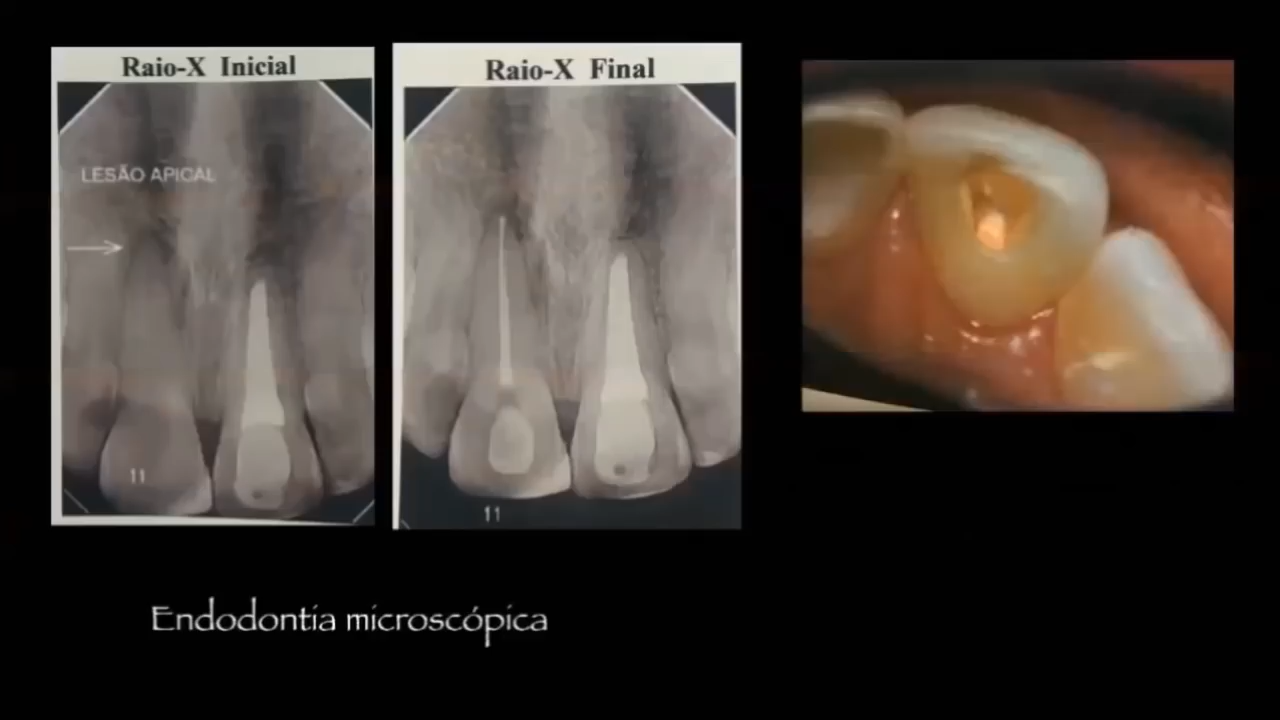 Raio-X Inicial
LESÃO APICAL
11
Raio-X Final
11
Endodontia microscópica